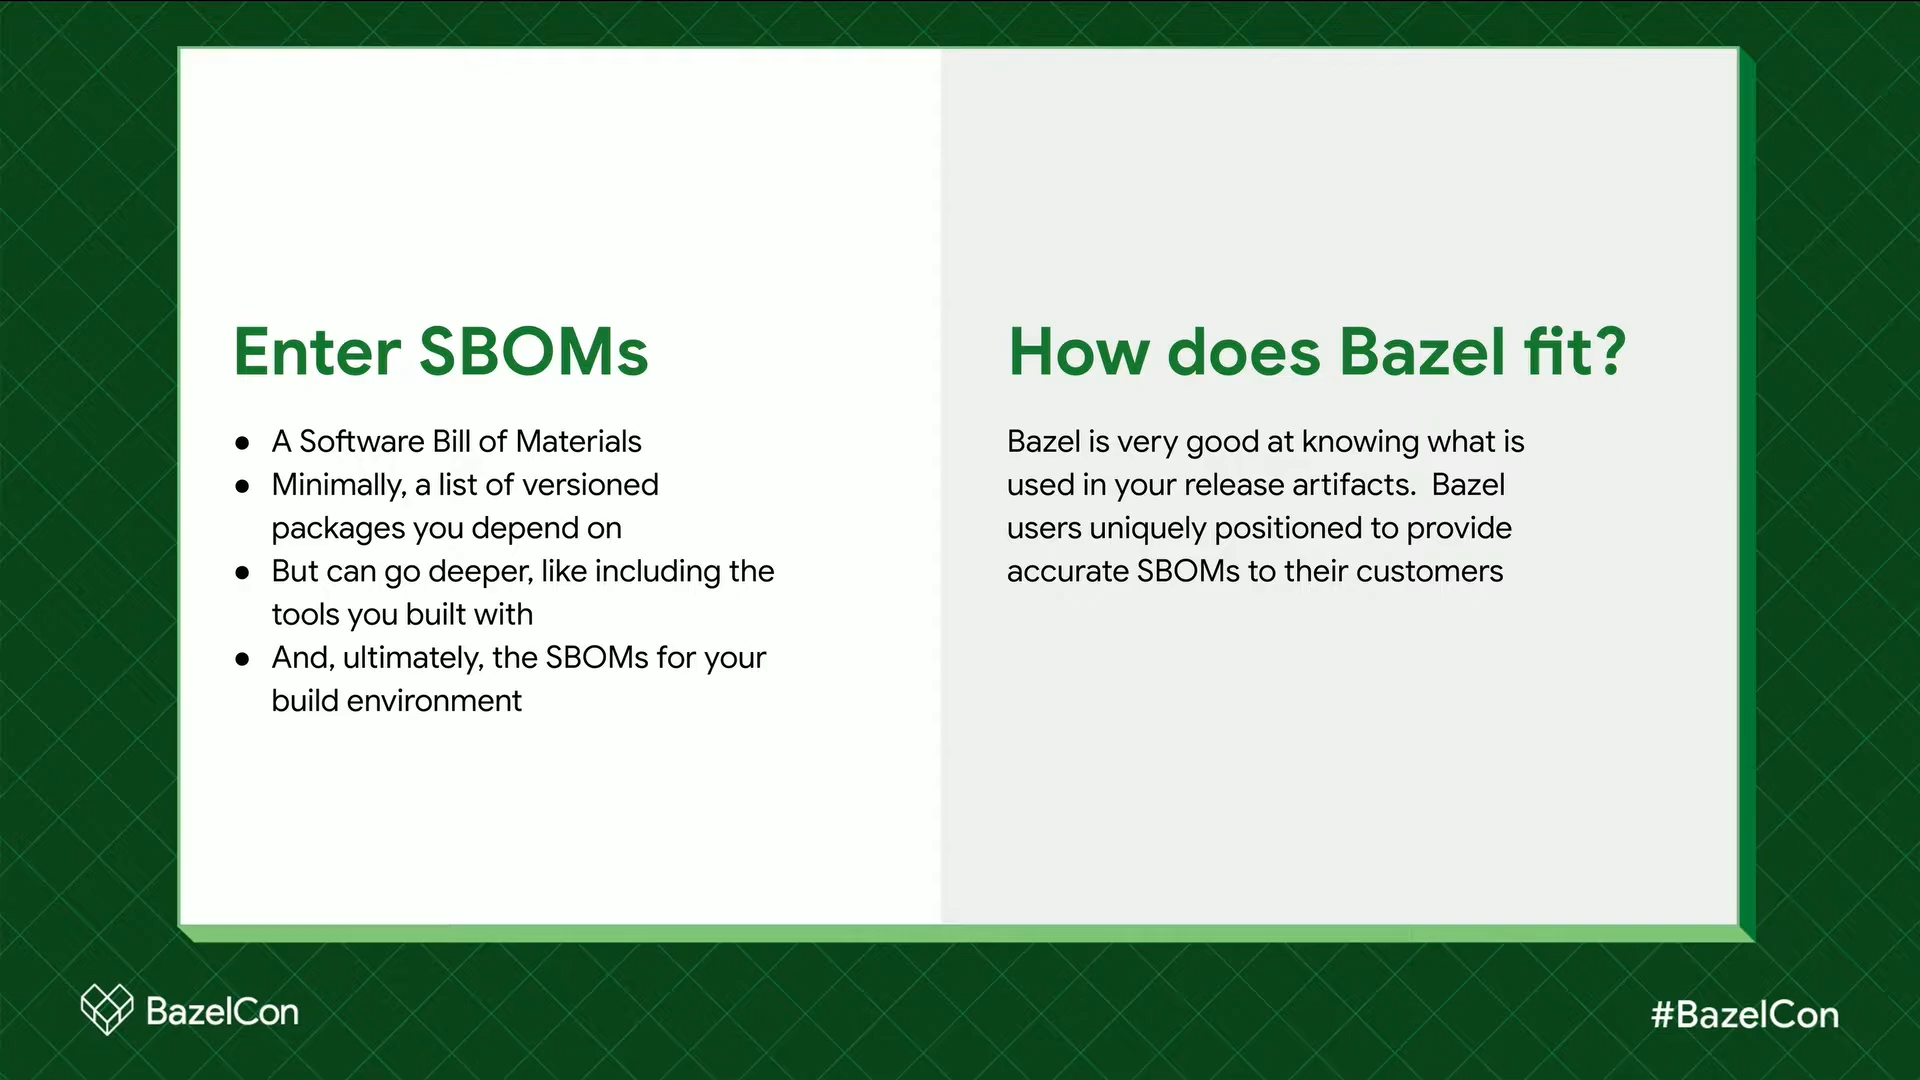 Enter SBOMs
● A Software Bill of Materials
● Minimally, a list of versioned
packages you depend on
● But can go deeper, like including the
tools you built with
● And, ultimately, the SBOMs for your
build environment
How does Bazel fit?
Bazel is very good at knowing what is
used in your release artifacts.  Bazel
users uniquely positioned to provide
accurate SBOMs to their customers
BazelCon
#BazelCon